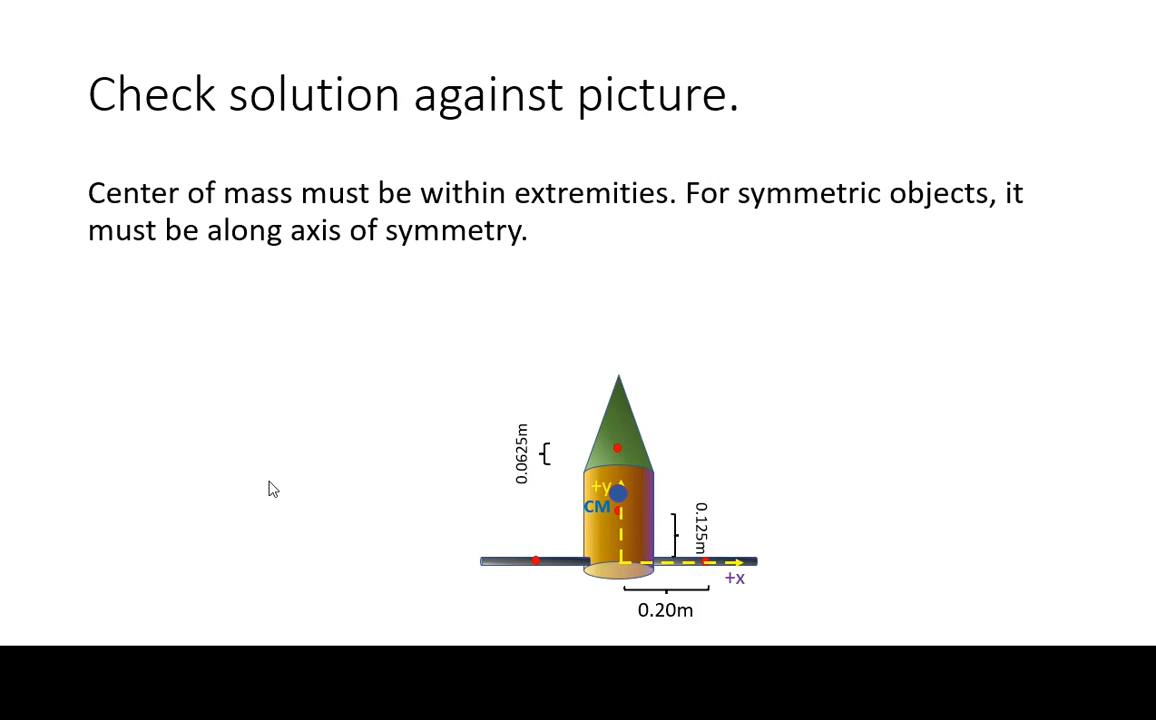 Check solution against picture.
Center of mass must be within extremities. For symmetric objects, it
must be along axis of symmetry.
0.0625m
+y
CM
0.125m
+x
0.20m